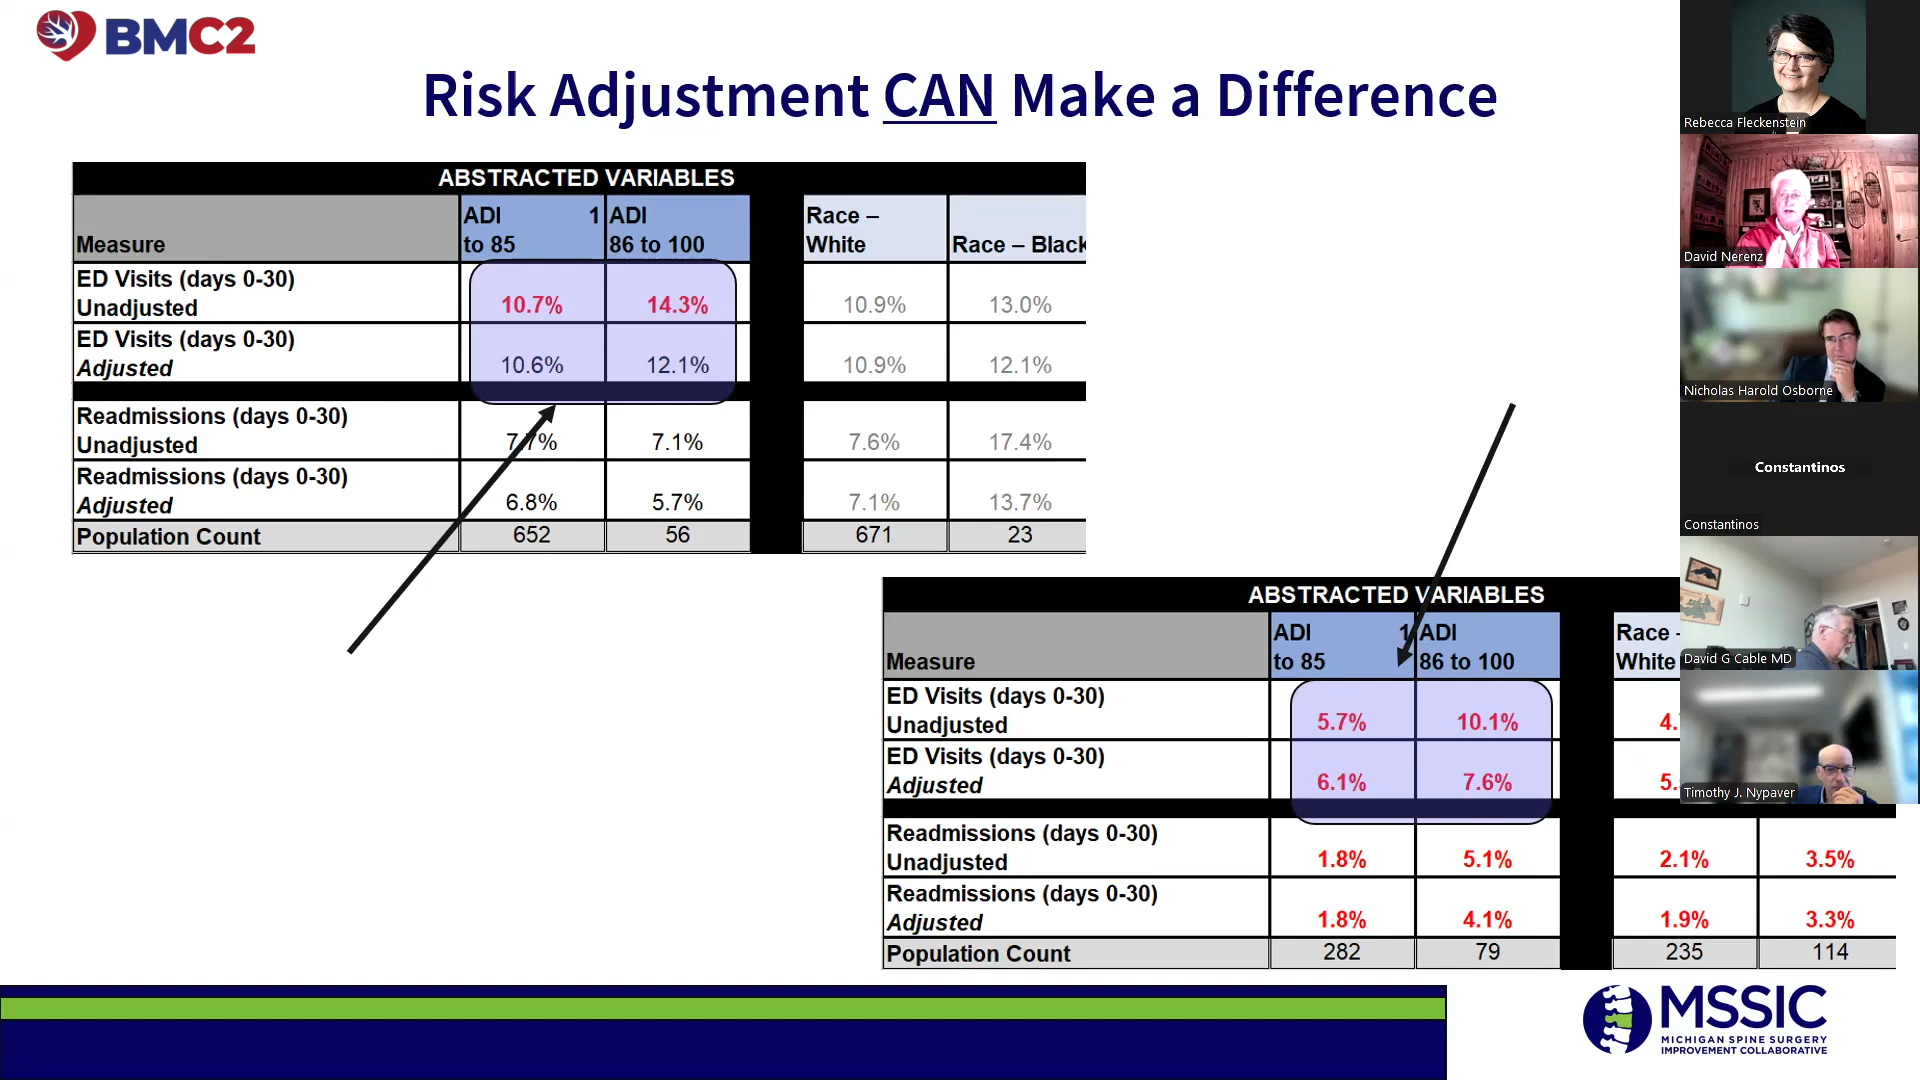 BMC2
Risk Adjustment CAN Make a Difference
ABSTRACTED VARIABLES
Measure
ADI 1
to 85
ADI
86 to 100
Race –
White
Race – Black
ED Visits (days 0-30)
Unadjusted
10.7% 14.3% 10.9% 13.0%
ED Visits (days 0-30)
Adjusted
10.6% 12.1% 10.9% 12.1%
Readmissions (days 0-30)
Unadjusted
7.7% 7.1% 7.6% 17.4%
Readmissions (days 0-30)
Adjusted
6.8% 5.7% 7.1% 13.7%
Population Count 652 56 671 23
ABSTRACTED VARIABLES
Measure
ADI 1
to 85
ADI
86 to 100
Race -
White
ED Visits (days 0-30)
Unadjusted
5.7% 10.1% 4.
ED Visits (days 0-30)
Adjusted
6.1% 7.6% 5.
Readmissions (days 0-30)
Unadjusted
1.8% 5.1% 2.1% 3.5%
Readmissions (days 0-30)
Adjusted
1.8% 4.1% 1.9% 3.3%
Population Count 282 79 235 114
MSSIC
MICHIGAN SPINE SURGERY
IMPROVEMENT COLLABORATIVE
Rebecca Fleckenstein
David Nerenz
Nicholas Harold Osborne
Constantinos
Constantinos
David G Cable MD
Timothy J. Nypaver